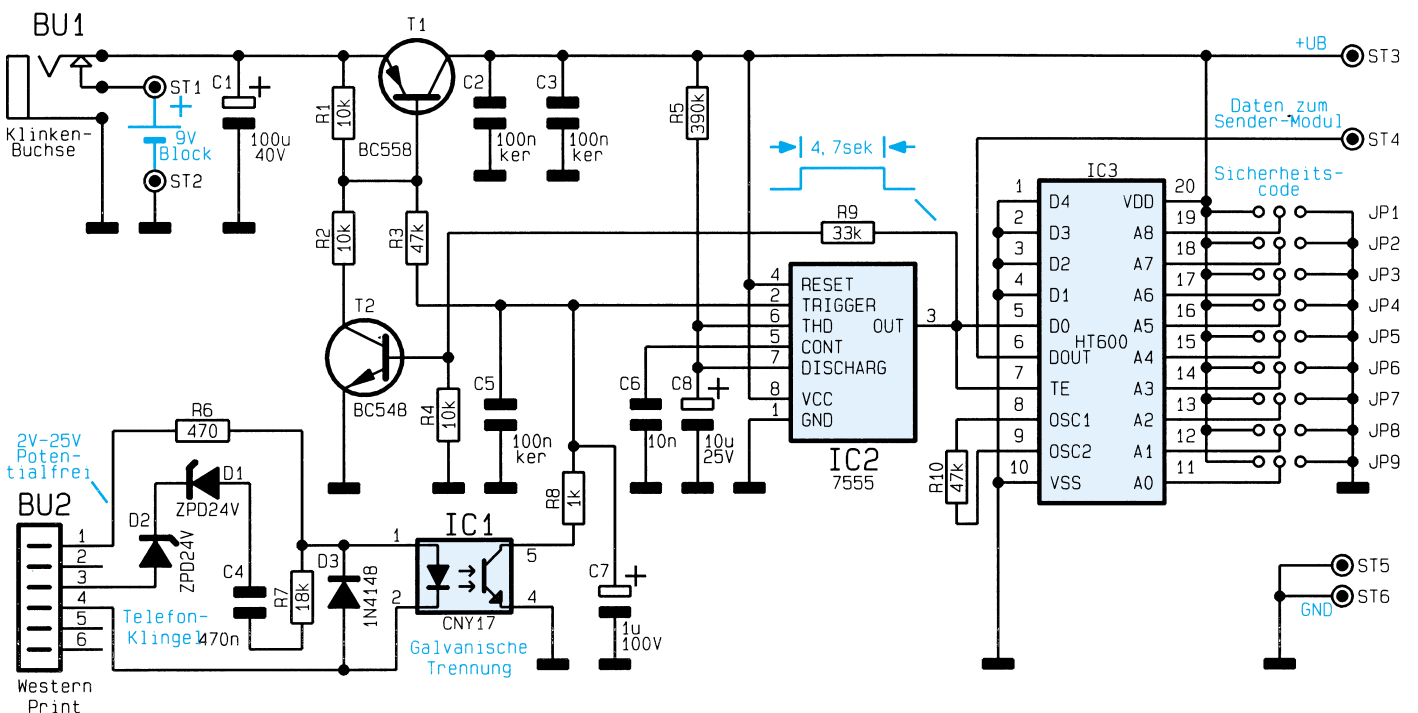 BU1
T1
+UB
ST3
ST1
+
C1
+
R1
10k
C2
C3
R5
390k
Daten zum
Sender-Modul
ST4
Klinken-
Buchse
9V
Block
100u
40V
BC558
100n
ker
100n
ker
4,7sek
IC3
Sicherheits-
code
ST2
R2
10k
R3
47k
R9
33k
1
D4
VDD
20
JP1
2
D3
A8
19
JP2
3
D2
A7
18
JP3
4
D1
A6
17
JP4
5
D0
A5
16
JP5
6
DOUT
HT600
A4
15
JP6
7
TE
A3
14
JP7
8
OSC1
A2
13
JP8
9
OSC2
A1
12
JP9
10
VSS
A0
11
4
RESET
2
TRIGGER
6
THD
OUT
3
5
CONT
7
DISCHARG
8
VCC
1
GND
IC2
7555
T2
BC548
R4
10k
C5
100n
ker
C6
10n
C8
+
10u
25V
R10
47k
R6
470
2V-25V
Poten-
tialfrei
D1
ZPD24V
BU2
D2
ZPD24V
1
2
3
4
5
6
C4
470n
R7
18k
D3
1N4148
IC1
1
2
5
4
CNY17
R8
1k
C7
+
1u
100V
Telefon-
Klingel
Galvanische
Trennung
ST5
ST6
GND
Western
Print